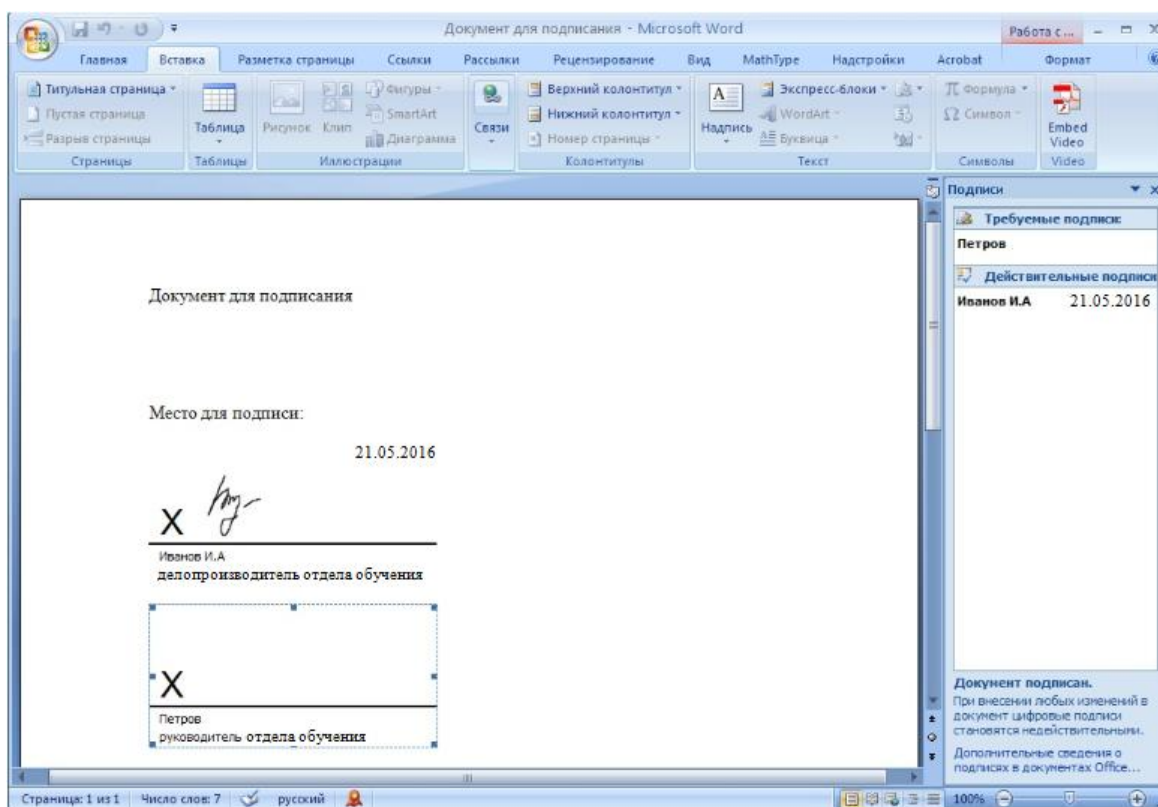 Документ для подписания - Microsoft Word
Работа с ...
Главная Вставка Разметка страницы Ссылки Рассылки Рецензирование Вид MathType Надстройки Acrobat Формат
Титульная страница
Пустая страница
Разрыв страницы
Страницы
Таблица
Таблицы
Рисунок Клип
Фигуры
SmartArt
Диаграмма
Иллюстрации
Связи
Верхний колонтитул
Нижний колонтитул
Номер страницы
Колонтитулы
Надпись
Экспресс-блоки
WordArt
Буквица
Текст
Формула
Символ
Символы
Embed
Video
Video
Документ для подписания
Место для подписи:
21.05.2016
X
Иванов И.А
делопроизводитель отдела обучения
X
Петров
руководитель отдела обучения
Подписи
Требуемые подписи:
Петров
Действительные подписи
Иванов И.А 21.05.2016
Документ подписан.
При внесении любых изменений в
документ цифровые подписи
становятся недействительными.
Дополнительные сведения о
подписях в документах Office...
Страница: 1 из 1 Число слов: 7 русский 100%